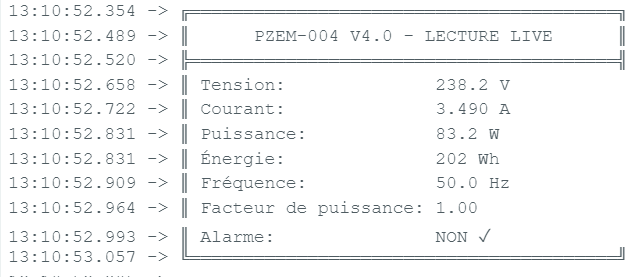 13:10:52.354 -> ╔══════════════════════════════════════════╗
13:10:52.489 -> ║ PZEM-004 V4.0 - LECTURE LIVE ║
13:10:52.520 -> ╠══════════════════════════════════════════╣
13:10:52.658 -> ║ Tension: 238.2 V
13:10:52.722 -> ║ Courant: 3.490 A
13:10:52.831 -> ║ Puissance: 83.2 W
13:10:52.831 -> ║ Énergie: 202 Wh
13:10:52.909 -> ║ Fréquence: 50.0 Hz
13:10:52.964 -> ║ Facteur de puissance: 1.00
13:10:52.993 -> ║ Alarme: NON ✓
13:10:53.057 -> ╚══════════════════════════════════════════╝